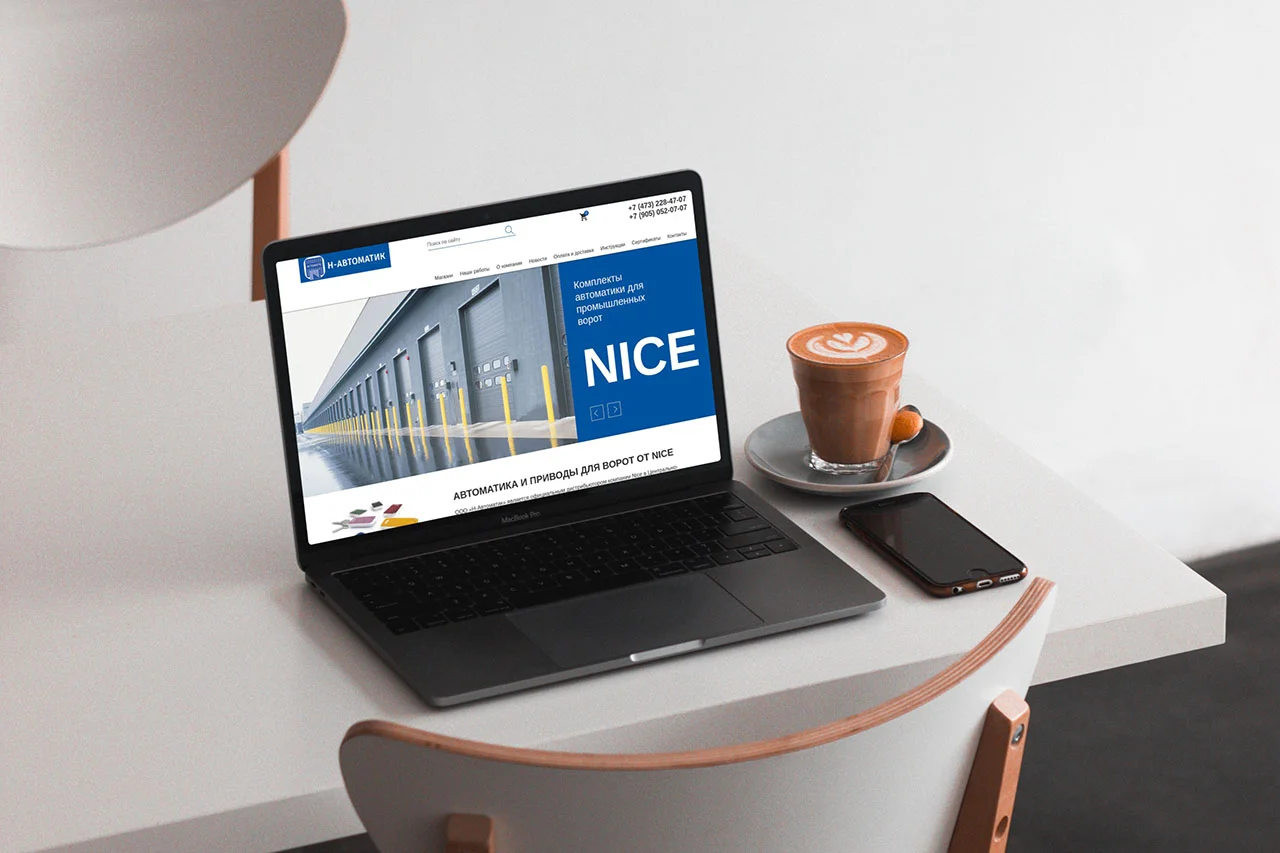 +7 (473) 228-47-07
+7 (905) 052-07-07
Поиск по сайту
Н-АВТОМАТИК
Магазин Наши работы О компании Новости Оплата и доставка Инструкции Сертификаты Контакты
Комплекты
автоматики для
промышленных
ворот
NICE
АВТОМАТИКА И ПРИВОДЫ ДЛЯ ВОРОТ ОТ NICE
ООО «Н-Автоматик» является официальным дистрибьютором компании Nice в Центрально-
MacBook Pro